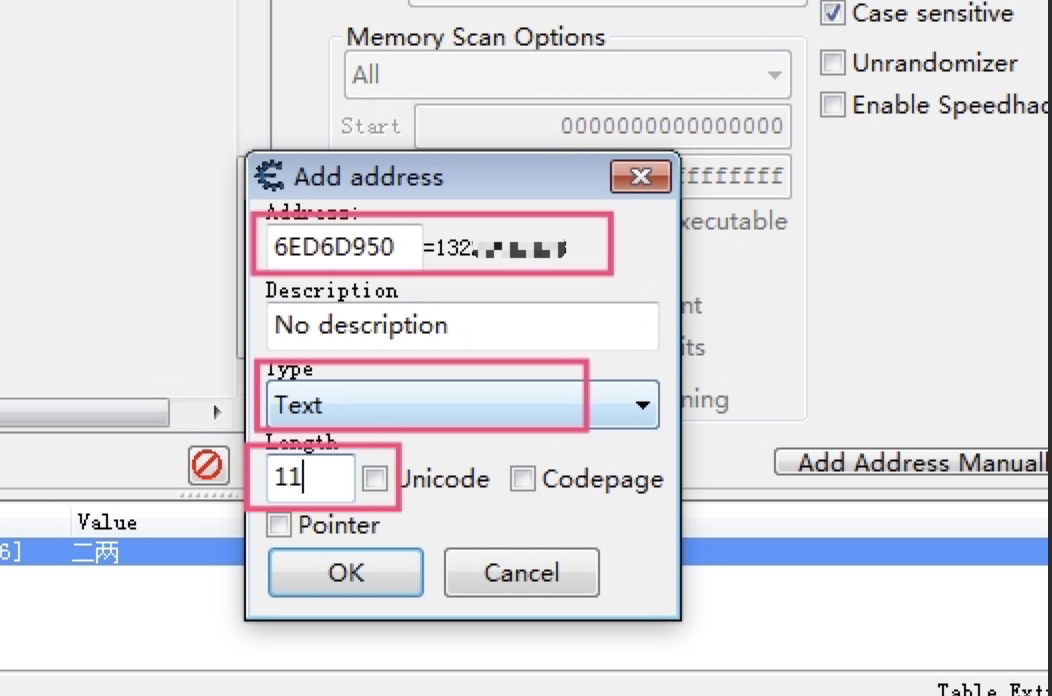 Case sensitive
Memory Scan Options
All
Unrandomizer
Enable Speedhac
Start 0000000000000000
Add address
ffffffff
Address:
xecutable
6ED6D950 =132
Description
nt
No description
its
Type
Text
ning
Length
11 Unicode Codepage
Add Address Manuall
Pointer
Value
6] 二两
OK Cancel
Table Ext